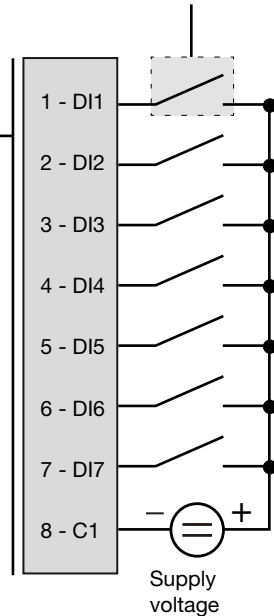 1 - DI1
2 - DI2
3 - DI3
4 - DI4
5 - DI5
6 - DI6
7 - DI7
8 - C1
– +
Supply
voltage